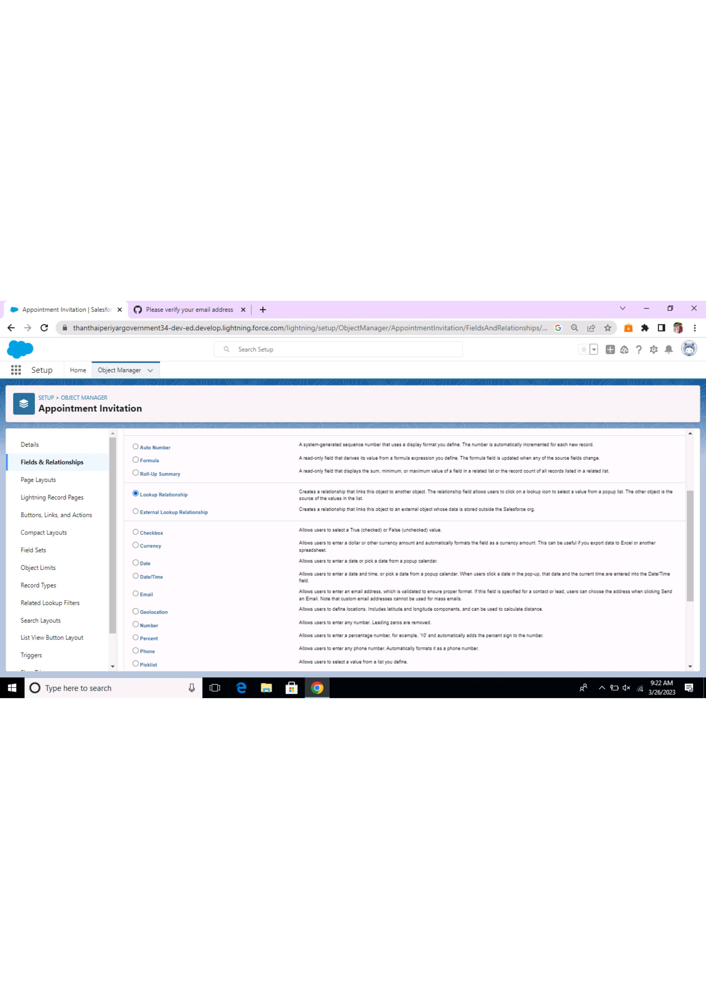 Appointment Invitation | Salesfor
Please verify your email address
thanthaiperiyargovernment34-dev-ed.develop.lightning.force.com/lightning/setup/ObjectManager/AppointmentInvitation/FieldsAndRelationships/...
Search Setup
Setup
Home
Object Manager
SETUP > OBJECT MANAGER
Appointment Invitation
Details
Fields & Relationships
Page Layouts
Lightning Record Pages
Buttons, Links, and Actions
Compact Layouts
Field Sets
Object Limits
Record Types
Related Lookup Filters
Search Layouts
List View Button Layout
Triggers
Auto Number
A system-generated sequence number that uses a display format you define. The number is automatically incremented for each new record.
Formula
A read-only field that derives its value from a formula expression you define. The formula field is updated when any of the source fields change.
Roll-Up Summary
A read-only field that displays the sum, minimum, or maximum value of a field in a related list or the record count of all records listed in a related list.
Lookup Relationship
Creates a relationship that links this object to another object. The relationship field allows users to click on a lookup icon to select a value from a popup list. The other object is the
source of the values in the list.
External Lookup Relationship
Creates a relationship that links this object to an external object whose data is stored outside the Salesforce org.
Checkbox
Allows users to select a True (checked) or False (unchecked) value.
Currency
Allows users to enter a dollar or other currency amount and automatically formats the field as a currency amount. This can be useful if you export data to Excel or another
spreadsheet.
Date
Allows users to enter a date or pick a date from a popup calendar.
Date/Time
Allows users to enter a date and time, or pick a date from a popup calendar. When users click a date in the pop-up, that date and the current time are entered into the Date/Time
field.
Email
Allows users to enter an email address, which is validated to ensure proper format. If this field is specified for a contact or lead, users can choose the address when clicking Send
an Email. Note that custom email addresses cannot be used for mass emails.
Geolocation
Allows users to define locations. Includes latitude and longitude components, and can be used to calculate distance.
Number
Allows users to enter any number. Leading zeros are removed.
Percent
Allows users to enter a percentage number, for example, '10' and automatically adds the percent sign to the number.
Phone
Allows users to enter any phone number. Automatically formats it as a phone number.
Picklist
Allows users to select a value from a list you define.
Type here to search
9:22 AM
3/26/2023